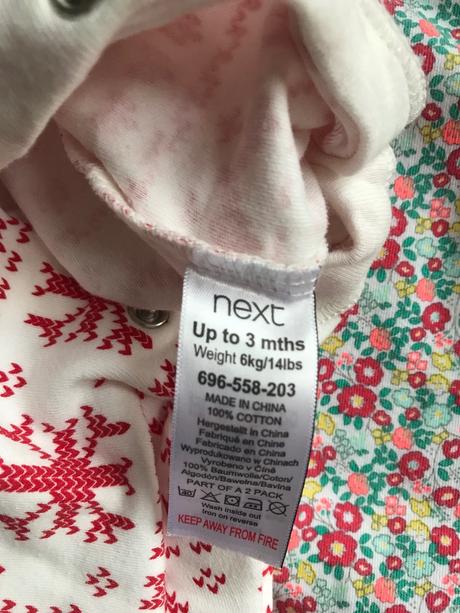 next
Up to 3 mths
Weight 6kg/14lbs
696-558-203
MADE IN CHINA
100% COTTON
Hergestellt in China
Fabriqué en China
Fabricado en China
Wyprodukowano w Chinach
Vyrobeno v Číně
100% Baumwolle/Coton/
Algodón/Bawełna/Bavlna
PART OF A 2 PACK
40
Wash inside out
Iron on reverse
KEEP AWAY FROM FIRE